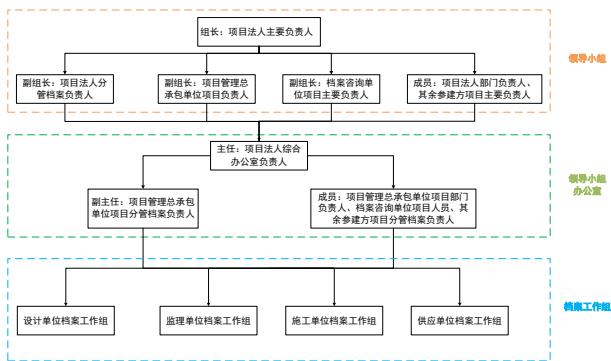 组长：项目法人主要负责人
领导小组
副组长：项目法人分
管档案负责人
副组长：项目管理总
承包单位项目负责人
副组长：档案咨询单
位项目主要负责人
成员：项目法人部门负责人、
其余参建方项目主要负责人
主任：项目法人综合
办公室负责人
领导小组
办公室
副主任：项目管理总承包
单位项目分管档案负责人
成员：项目管理总承包单位项目部门
负责人、档案咨询单位项目人员、其
余参建方项目分管档案负责人
档案工作组
设计单位档案工作组
监理单位档案工作组
施工单位档案工作组
供应单位档案工作组